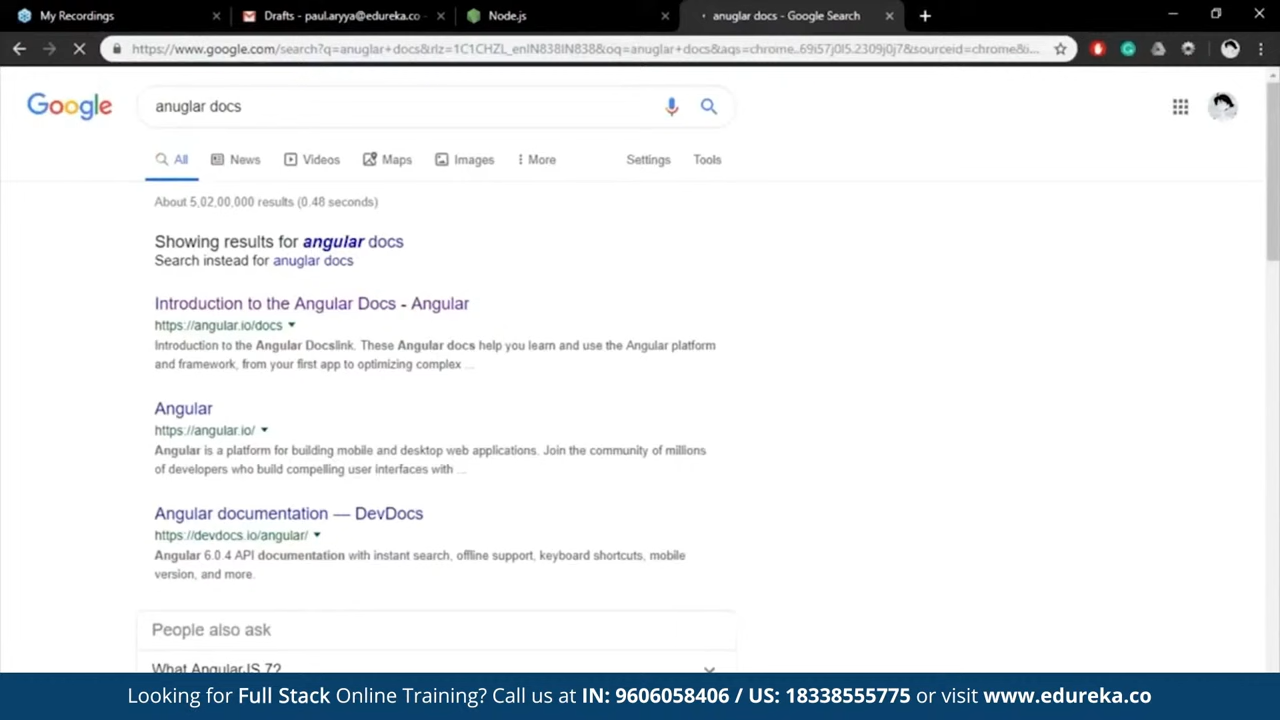 My Recordings
Drafts - paul.aryya@edureka.co -
Node.js
anuglar docs - Google Search
https://www.google.com/search?q=anuglar+docs&rlz=1C1CHZL_enIN838IN838&oq=anuglar+docs&aqs=chrome..69i57j0l5.2309j0j7&sourceid=chrome&i...
Google
anuglar docs
All News Videos Maps Images More Settings Tools
About 5,02,00,000 results (0.48 seconds)
Showing results for angular docs
Search instead for anuglar docs
Introduction to the Angular Docs - Angular
https://angular.io/docs
Introduction to the Angular Docslink. These Angular docs help you learn and use the Angular platform
and framework, from your first app to optimizing complex ...
Angular
https://angular.io/
Angular is a platform for building mobile and desktop web applications. Join the community of millions
of developers who build compelling user interfaces with ...
Angular documentation — DevDocs
https://devdocs.io/angular/
Angular 6.0.4 API documentation with instant search, offline support, keyboard shortcuts, mobile
version, and more.
People also ask
What AngularJS 7?
Looking for Full Stack Online Training? Call us at IN: 9606058406 / US: 18338555775 or visit www.edureka.co